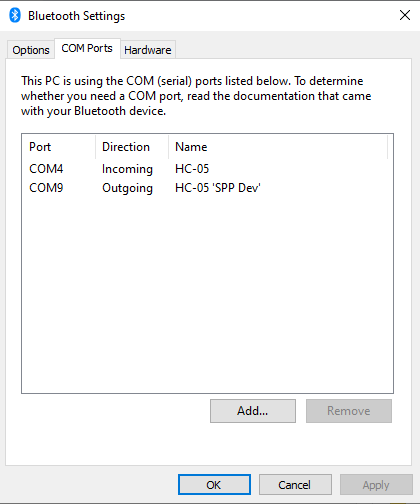 Bluetooth Settings
Options COM Ports Hardware
This PC is using the COM (serial) ports listed below. To determine
whether you need a COM port, read the documentation that came
with your Bluetooth device.
Port Direction Name
COM4 Incoming HC-05
COM9 Outgoing HC-05 'SPP Dev'
Add... Remove
OK Cancel Apply